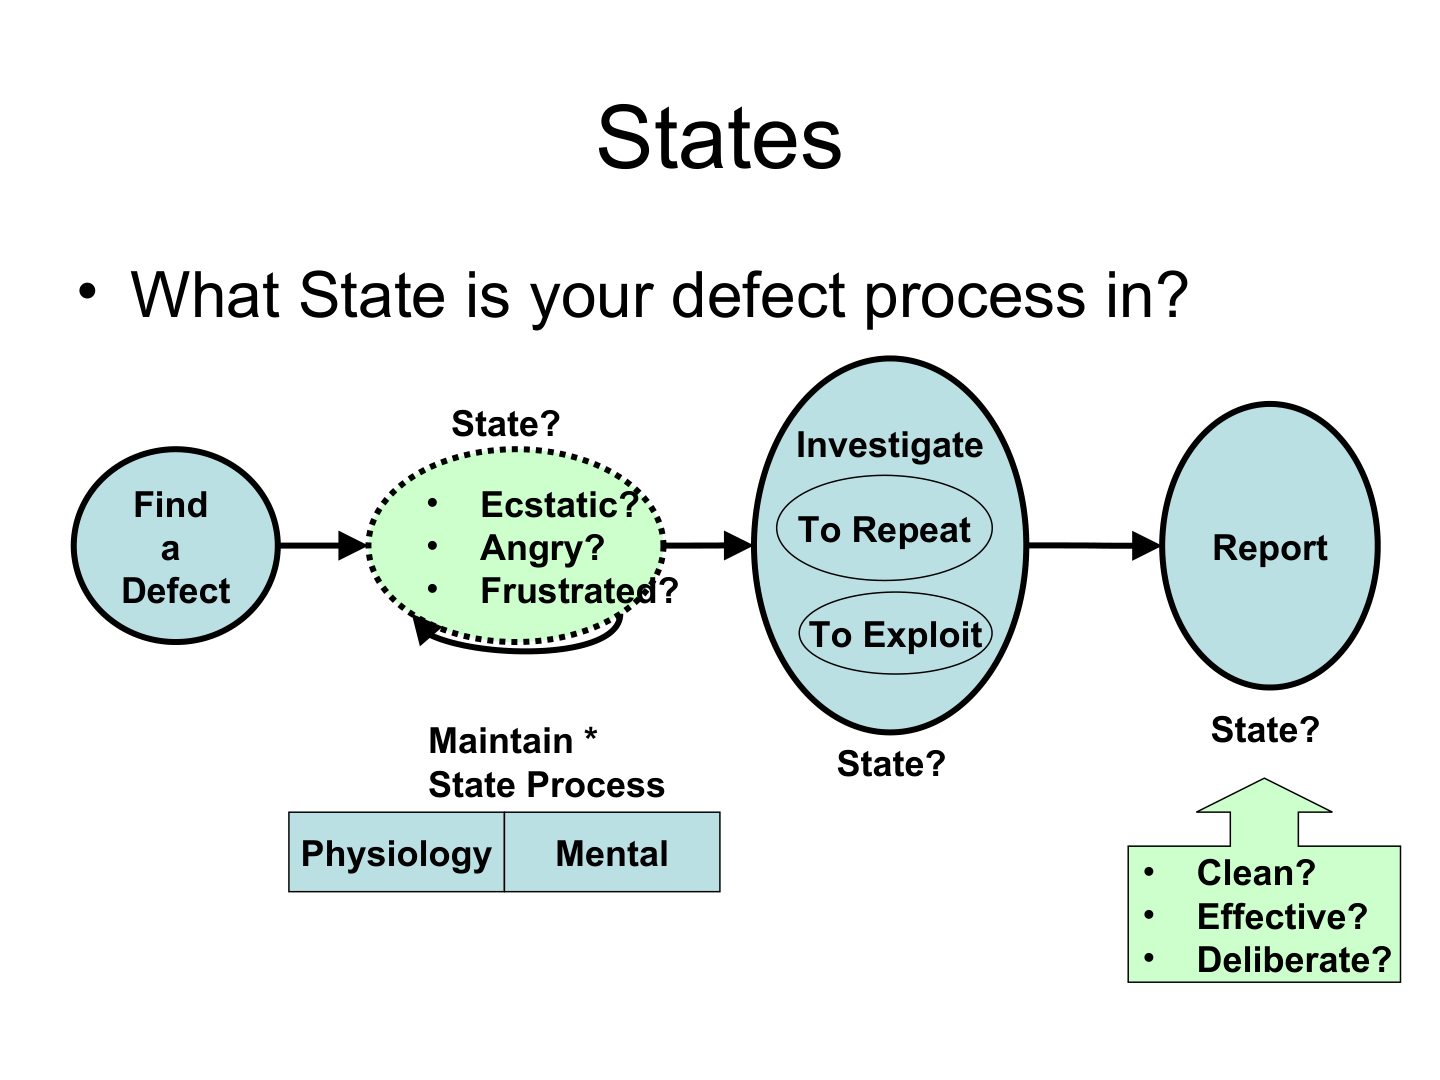 States
• What State is your defect process in?
State?
Find
a
Defect
• Ecstatic?
• Angry?
• Frustrated?
Investigate
To Repeat
To Exploit
State?
Report
State?
Maintain *
State Process
Physiology Mental
• Clean?
• Effective?
• Deliberate?